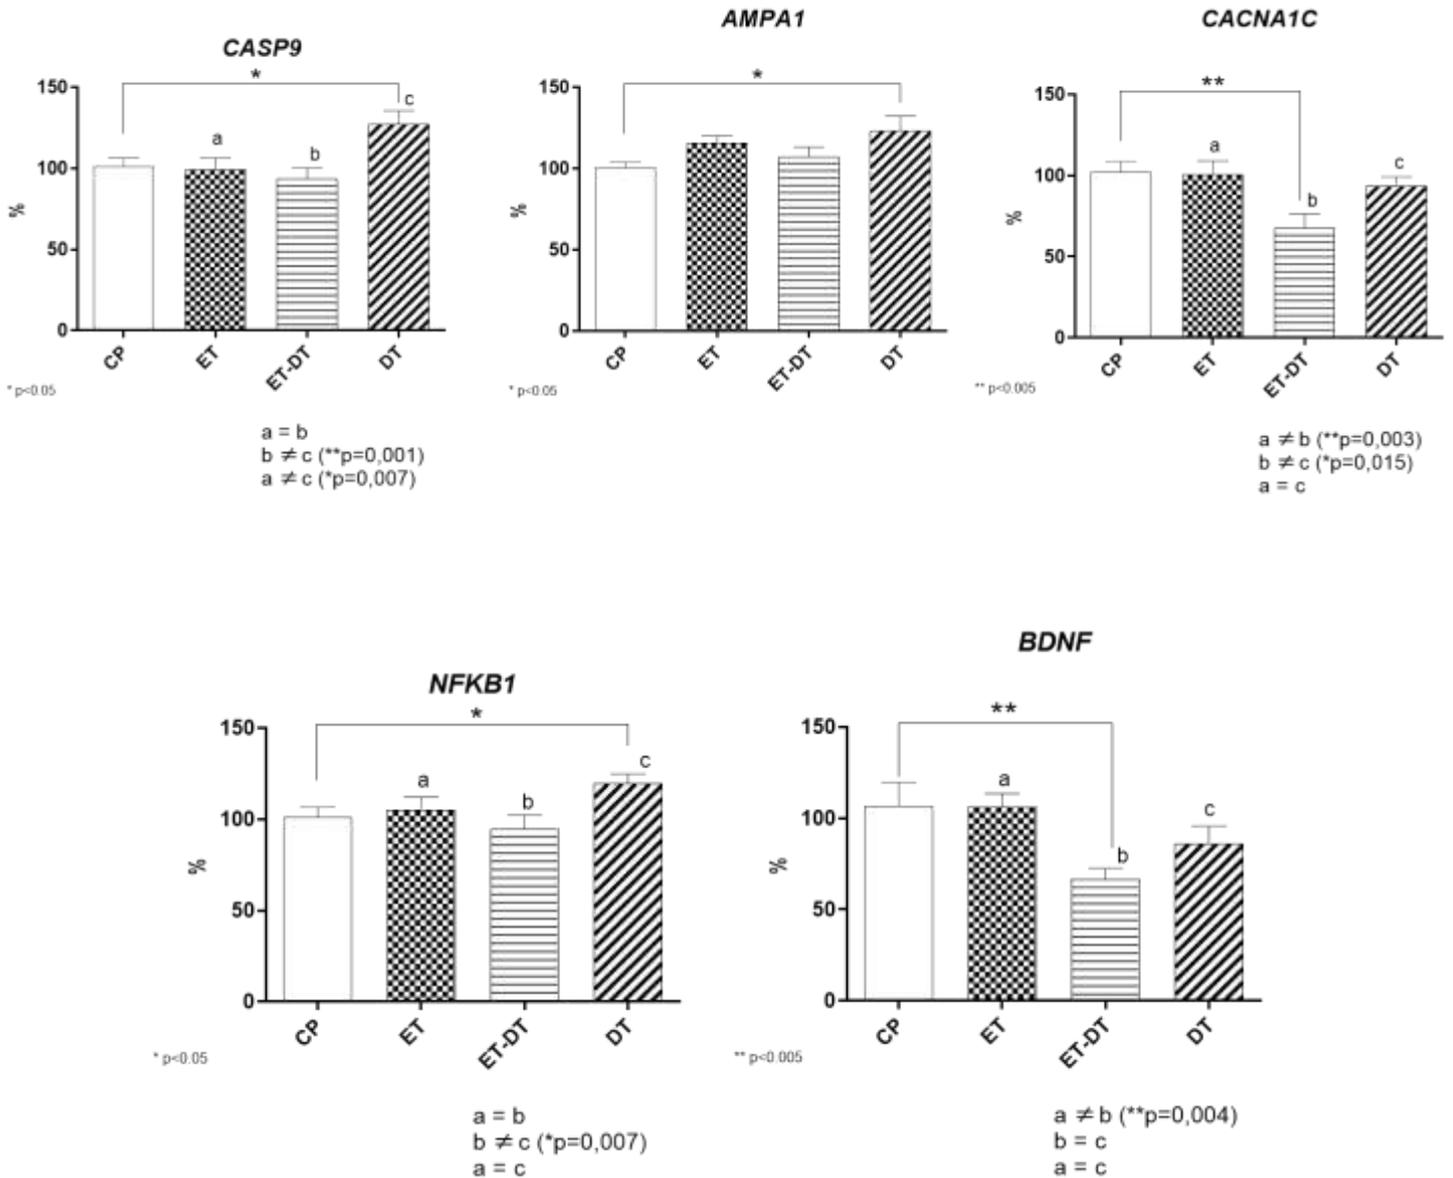 CASP9
*
150
100
50
0
%
a
b
c
CP
ET
ET-DT
DT
* p<0.05
a = b
b ≠ c (**p=0,001)
a ≠ c (*p=0,007)
AMPA1
*
150
100
50
0
%
CP
ET
ET-DT
DT
* p<0.05
CACNA1C
**
150
100
50
0
%
a
b
c
CP
ET
ET-DT
DT
** p<0.005
a ≠ b (**p=0,003)
b ≠ c (*p=0,015)
a = c
NFKB1
*
150
100
50
0
%
a
b
c
CP
ET
ET-DT
DT
* p<0.05
a = b
b ≠ c (*p=0,007)
a = c
BDNF
**
150
100
50
0
%
a
b
c
CP
ET
ET-DT
DT
** p<0.005
a ≠ b (**p=0,004)
b = c
a = c